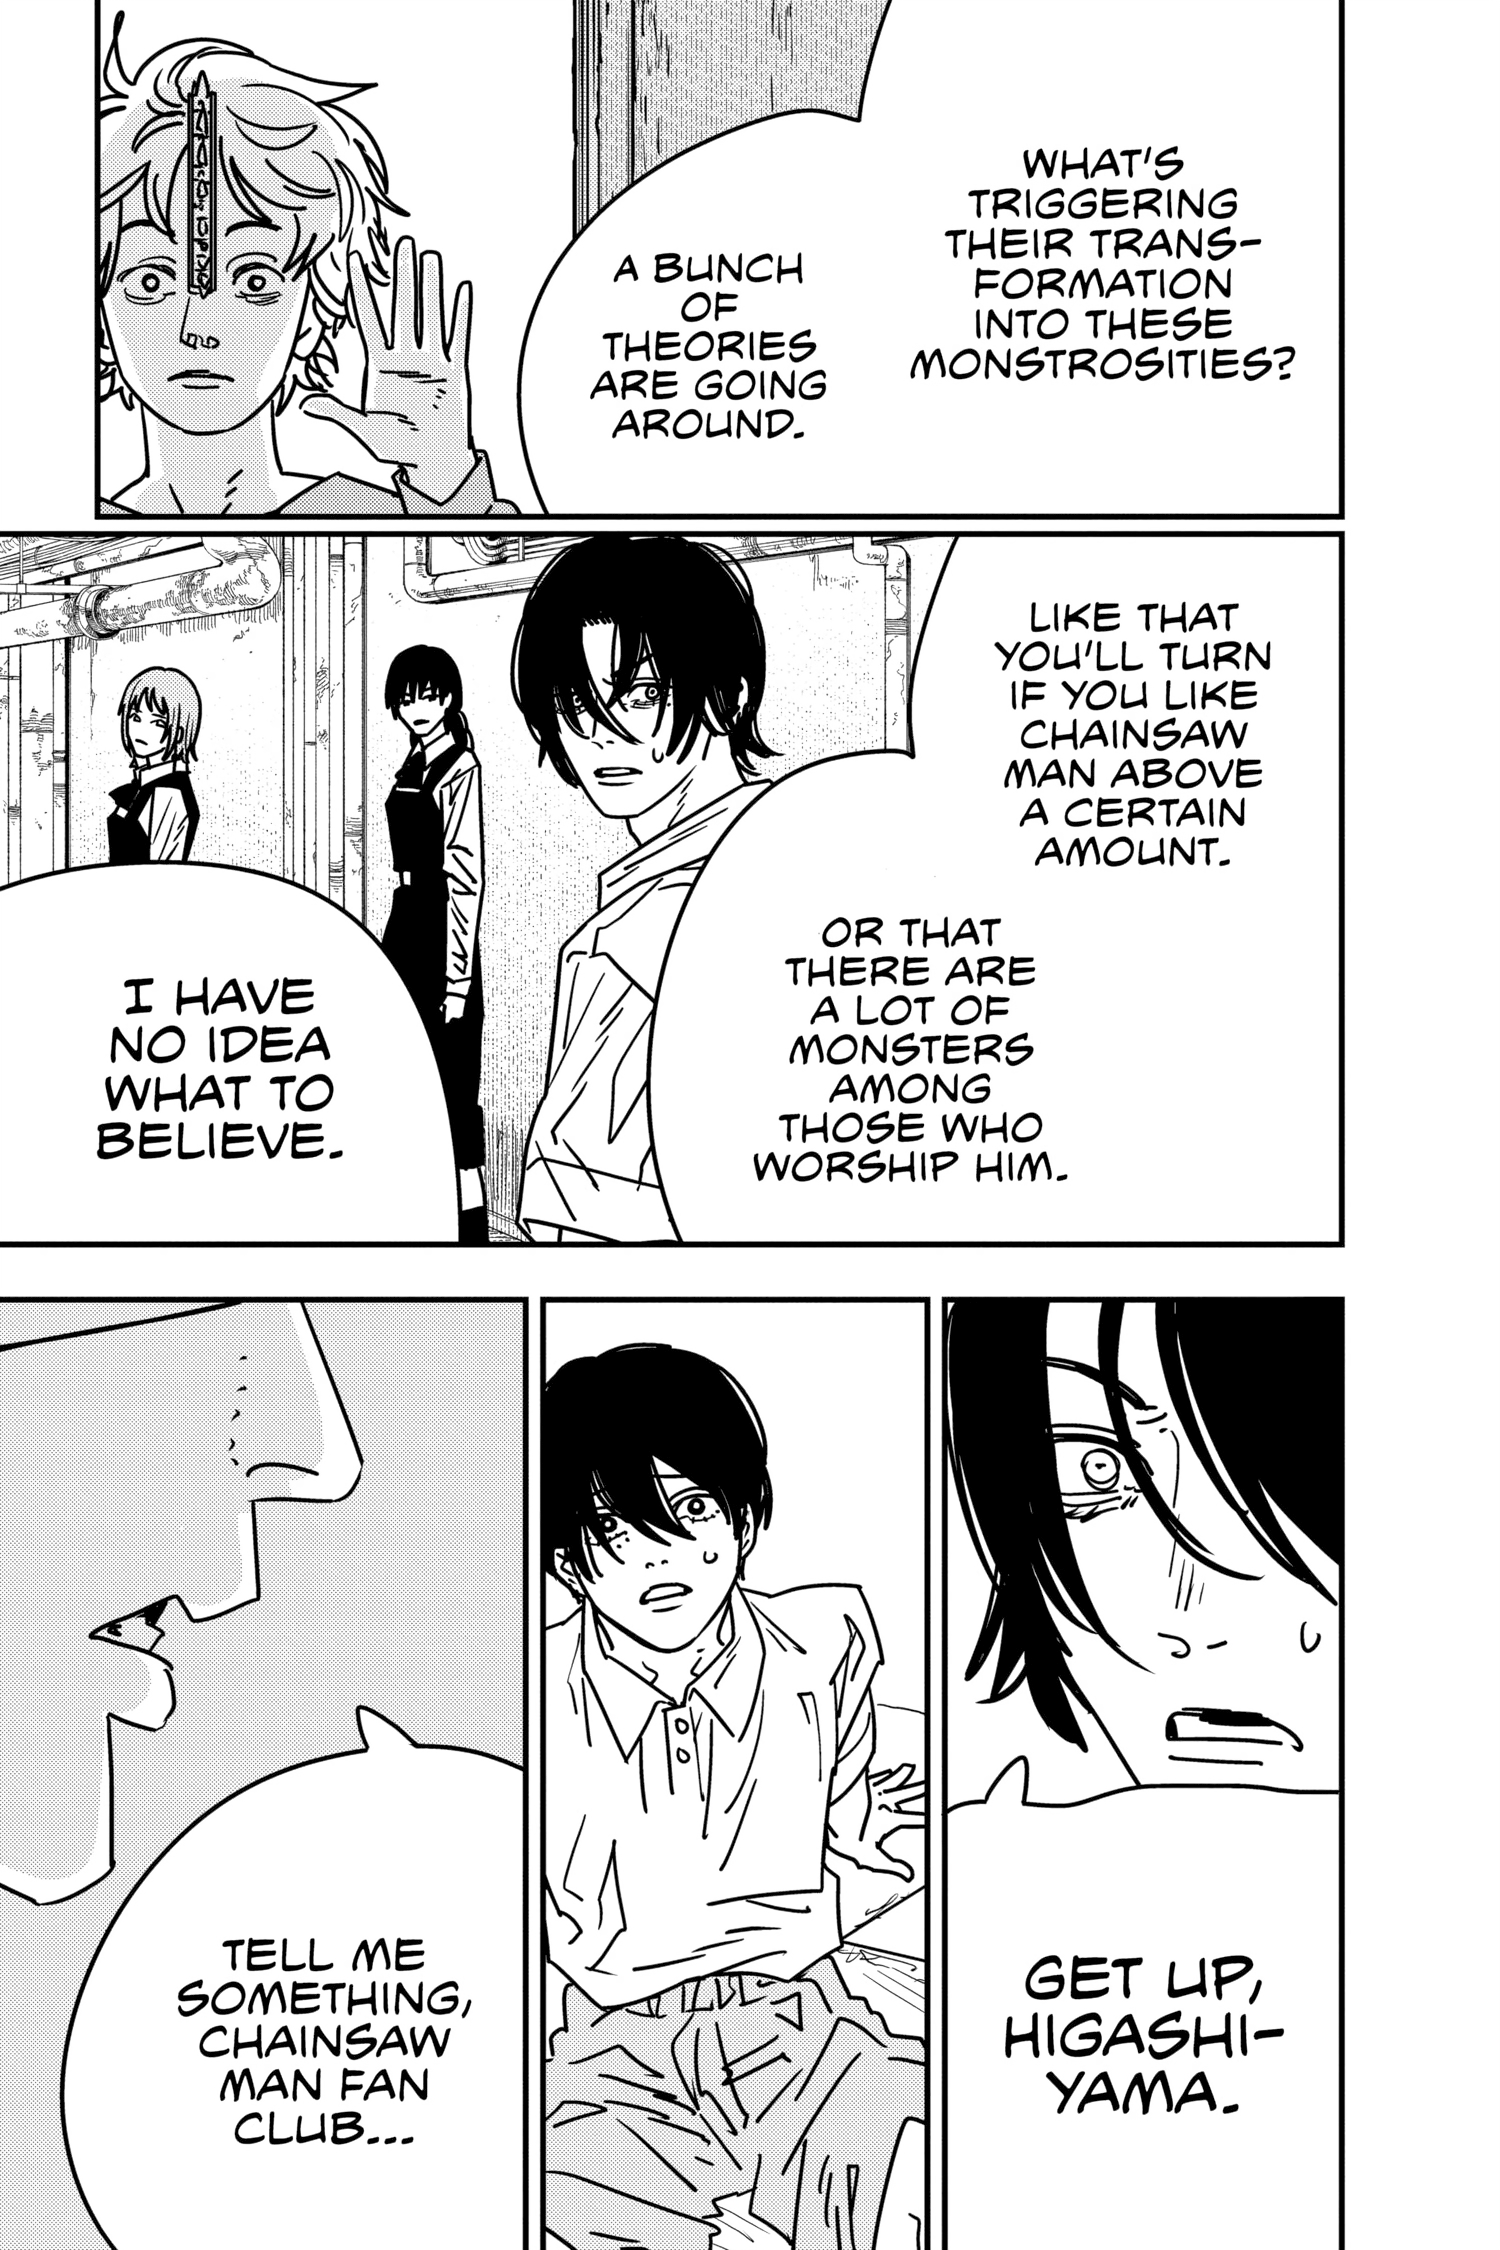 WHAT'S
TRIGGERING
THEIR TRANS-
FORMATION
INTO THESE
MONSTROSITIES?
A BUNCH
OF
THEORIES
ARE GOING
AROUND.
LIKE THAT
YOU'LL TURN
IF YOU LIKE
CHAINSAW
MAN ABOVE
A CERTAIN
AMOUNT.
OR THAT
THERE ARE
A LOT OF
MONSTERS
AMONG
THOSE WHO
WORSHIP HIM.
I HAVE
NO IDEA
WHAT TO
BELIEVE.
GET UP,
HIGASHI-
YAMA.
TELL ME
SOMETHING,
CHAINSAW
MAN FAN
CLUB...